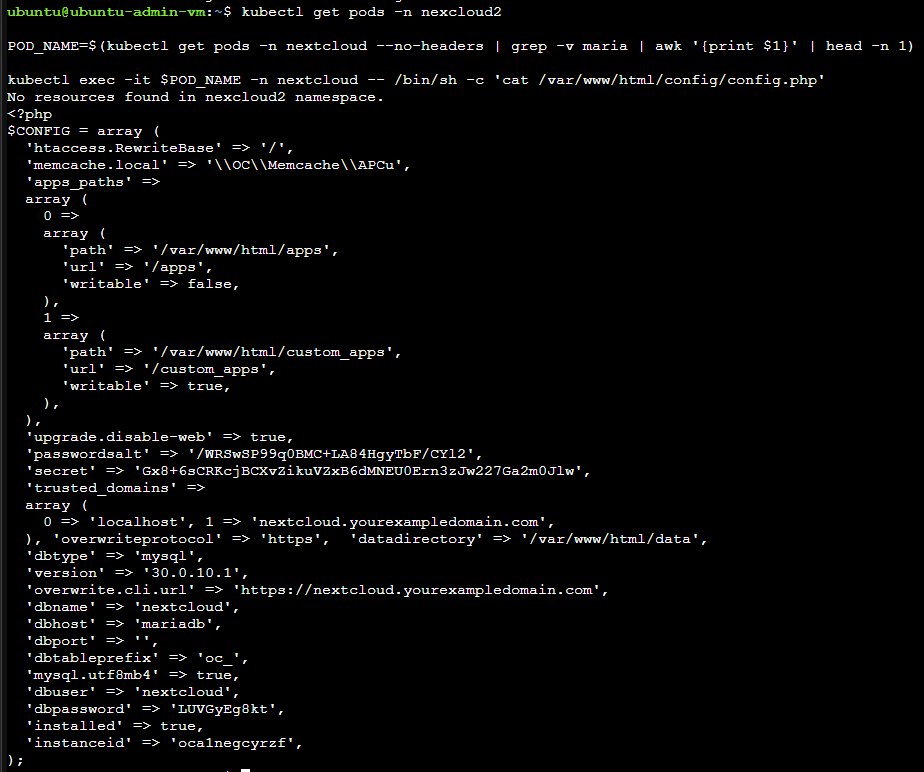 ubuntu@ubuntu-admin-vm:~$ kubectl get pods -n nexcloud2
POD_NAME=$(kubectl get pods -n nextcloud --no-headers | grep -v maria | awk '{print $1}' | head -n 1)
kubectl exec -it $POD_NAME -n nextcloud -- /bin/sh -c 'cat /var/www/html/config/config.php'
No resources found in nexcloud2 namespace.
<?php
$CONFIG = array (
  'htaccess.RewriteBase' => '/',
  'memcache.local' => '\\OC\\Memcache\\APCu',
  'apps_paths' =>
  array (
    0 =>
    array (
      'path' => '/var/www/html/apps',
      'url' => '/apps',
      'writable' => false,
    ),
    1 =>
    array (
      'path' => '/var/www/html/custom_apps',
      'url' => '/custom_apps',
      'writable' => true,
    ),
  ),
  'upgrade.disable-web' => true,
  'passwordsalt' => '/WRSwSP99q0BMC+LA84HgyTbF/CYl2',
  'secret' => 'Gx8+6sCRKcjBCXvZikuVZxB6dMNEU0Ern3zJw227Ga2m0Jlw',
  'trusted_domains' =>
  array (
    0 => 'localhost', 1 => 'nextcloud.yourexampledomain.com',
  ), 'overwriteprotocol' => 'https',  'datadirectory' => '/var/www/html/data',
  'dbtype' => 'mysql',
  'version' => '30.0.10.1',
  'overwrite.cli.url' => 'https://nextcloud.yourexampledomain.com',
  'dbname' => 'nextcloud',
  'dbhost' => 'mariadb',
  'dbport' => '',
  'dbtableprefix' => 'oc_',
  'mysql.utf8mb4' => true,
  'dbuser' => 'nextcloud',
  'dbpassword' => 'LUVGyEg8kt',
  'installed' => true,
  'instanceid' => 'oca1negcyrzf',
);